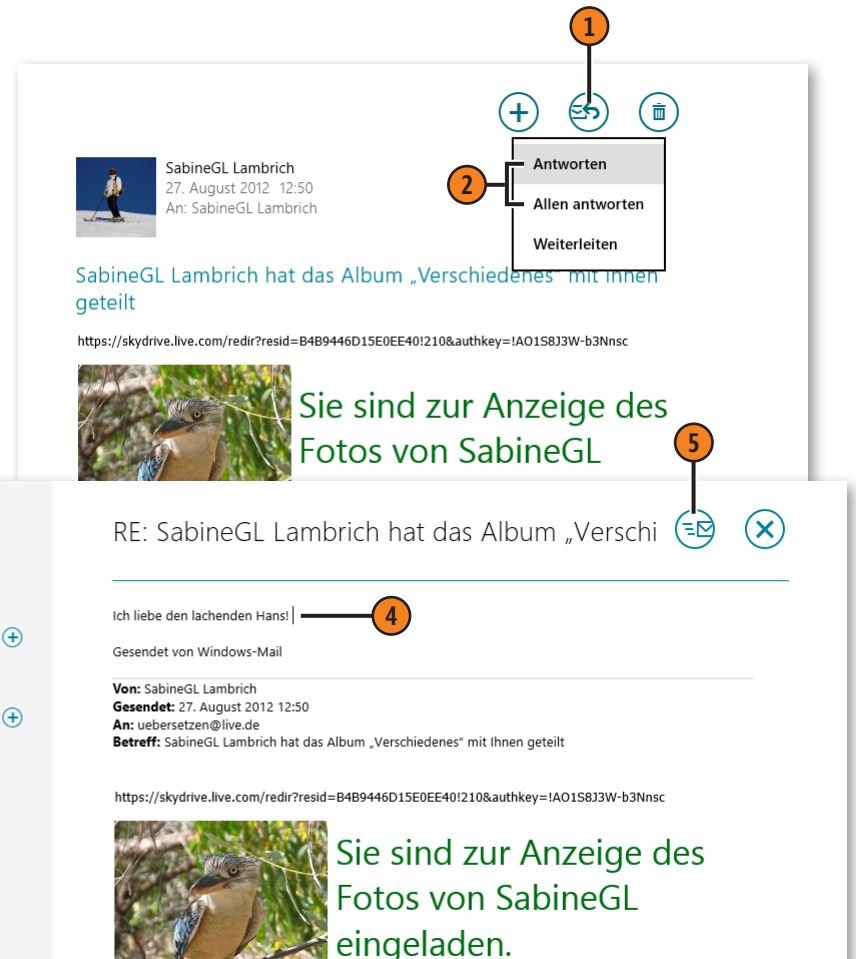 1
SabineGL Lambrich
27. August 2012 12:50
An: SabineGL Lambrich
2
Antworten
Allen antworten
Weiterleiten
SabineGL Lambrich hat das Album „Verschiedenes“ mit Ihnen
geteilt
https://skydrive.live.com/redir?resid=B4B9446D15E0EE40!210&authkey=!AO1S8J3W-b3Nnsc
Sie sind zur Anzeige des
Fotos von SabineGL
5
RE: SabineGL Lambrich hat das Album „Verschi
Ich liebe den lachenden Hans!
4
Gesendet von Windows-Mail
Von: SabineGL Lambrich
Gesendet: 27. August 2012 12:50
An: uebersetzen@live.de
Betreff: SabineGL Lambrich hat das Album „Verschiedenes“ mit Ihnen geteilt
https://skydrive.live.com/redir?resid=B4B9446D15E0EE40!210&authkey=!AO1S8J3W-b3Nnsc
Sie sind zur Anzeige des
Fotos von SabineGL
eingeladen.